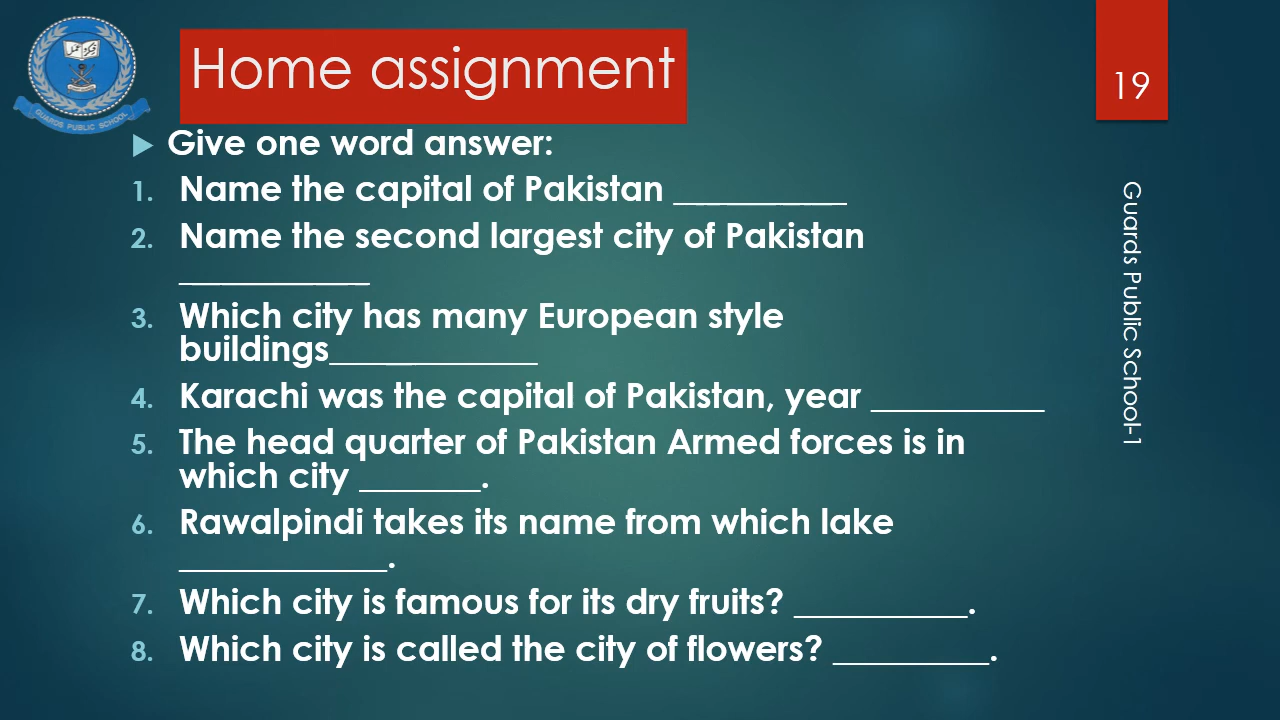 GUARDS PUBLIC SCHOOL
Home assignment
19
Give one word answer:
1. Name the capital of Pakistan __________
2. Name the second largest city of Pakistan
___________
3. Which city has many European style
buildings____________
4. Karachi was the capital of Pakistan, year __________
5. The head quarter of Pakistan Armed forces is in
which city _______.
6. Rawalpindi takes its name from which lake
____________.
7. Which city is famous for its dry fruits? __________.
8. Which city is called the city of flowers? _________.
Guards Public School-1